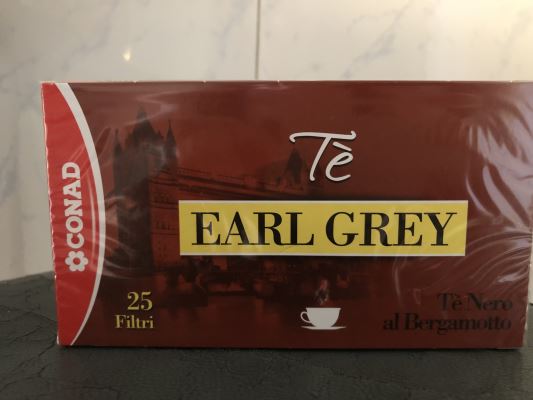 CONAD
Tè
EARL GREY
25
Filtri
Tè Nero
al Bergamotto